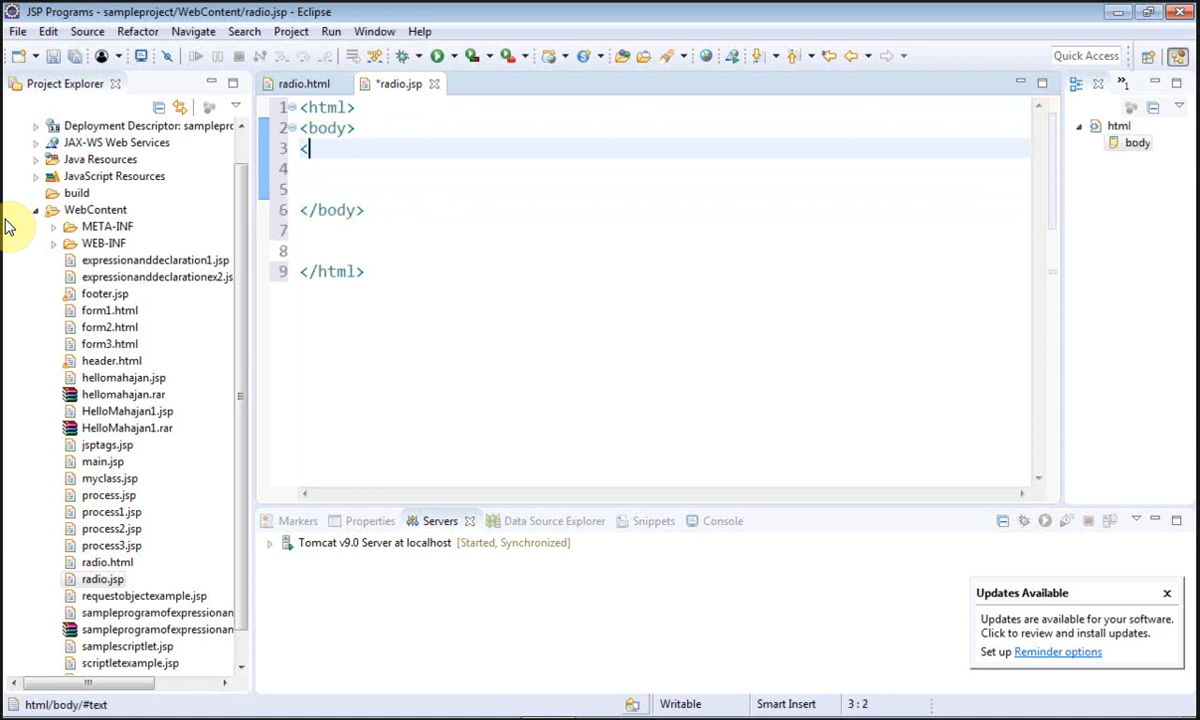 JSP Programs - sampleproject/WebContent/radio.jsp - Eclipse
File Edit Source Refactor Navigate Search Project Run Window Help
Quick Access
Project Explorer
radio.html
*radio.jsp
Deployment Descriptor: samplepro
JAX-WS Web Services
Java Resources
JavaScript Resources
build
WebContent
META-INF
WEB-INF
expressionanddeclaration1.jsp
expressionanddeclarationex2.js
footer.jsp
form1.html
form2.html
form3.html
header.html
hellomahajan.jsp
hellomahajan.rar
HelloMahajan1.jsp
HelloMahajan1.rar
jsptags.jsp
main.jsp
myclass.jsp
process.jsp
process1.jsp
process2.jsp
process3.jsp
radio.html
radio.jsp
requestobjectexample.jsp
sampleprogramofexpressionan
sampleprogramofexpressionan
samplescriptlet.jsp
scriptletexample.jsp
1 <html>
2 <body>
3 <
4
5
6 </body>
7
8
9 </html>
html
body
Markers Properties Servers Data Source Explorer Snippets Console
Tomcat v9.0 Server at localhost [Started, Synchronized]
Updates Available
Updates are available for your software.
Click to review and install updates.
Set up Reminder options
html/body/#text
Writable
Smart Insert
3 : 2